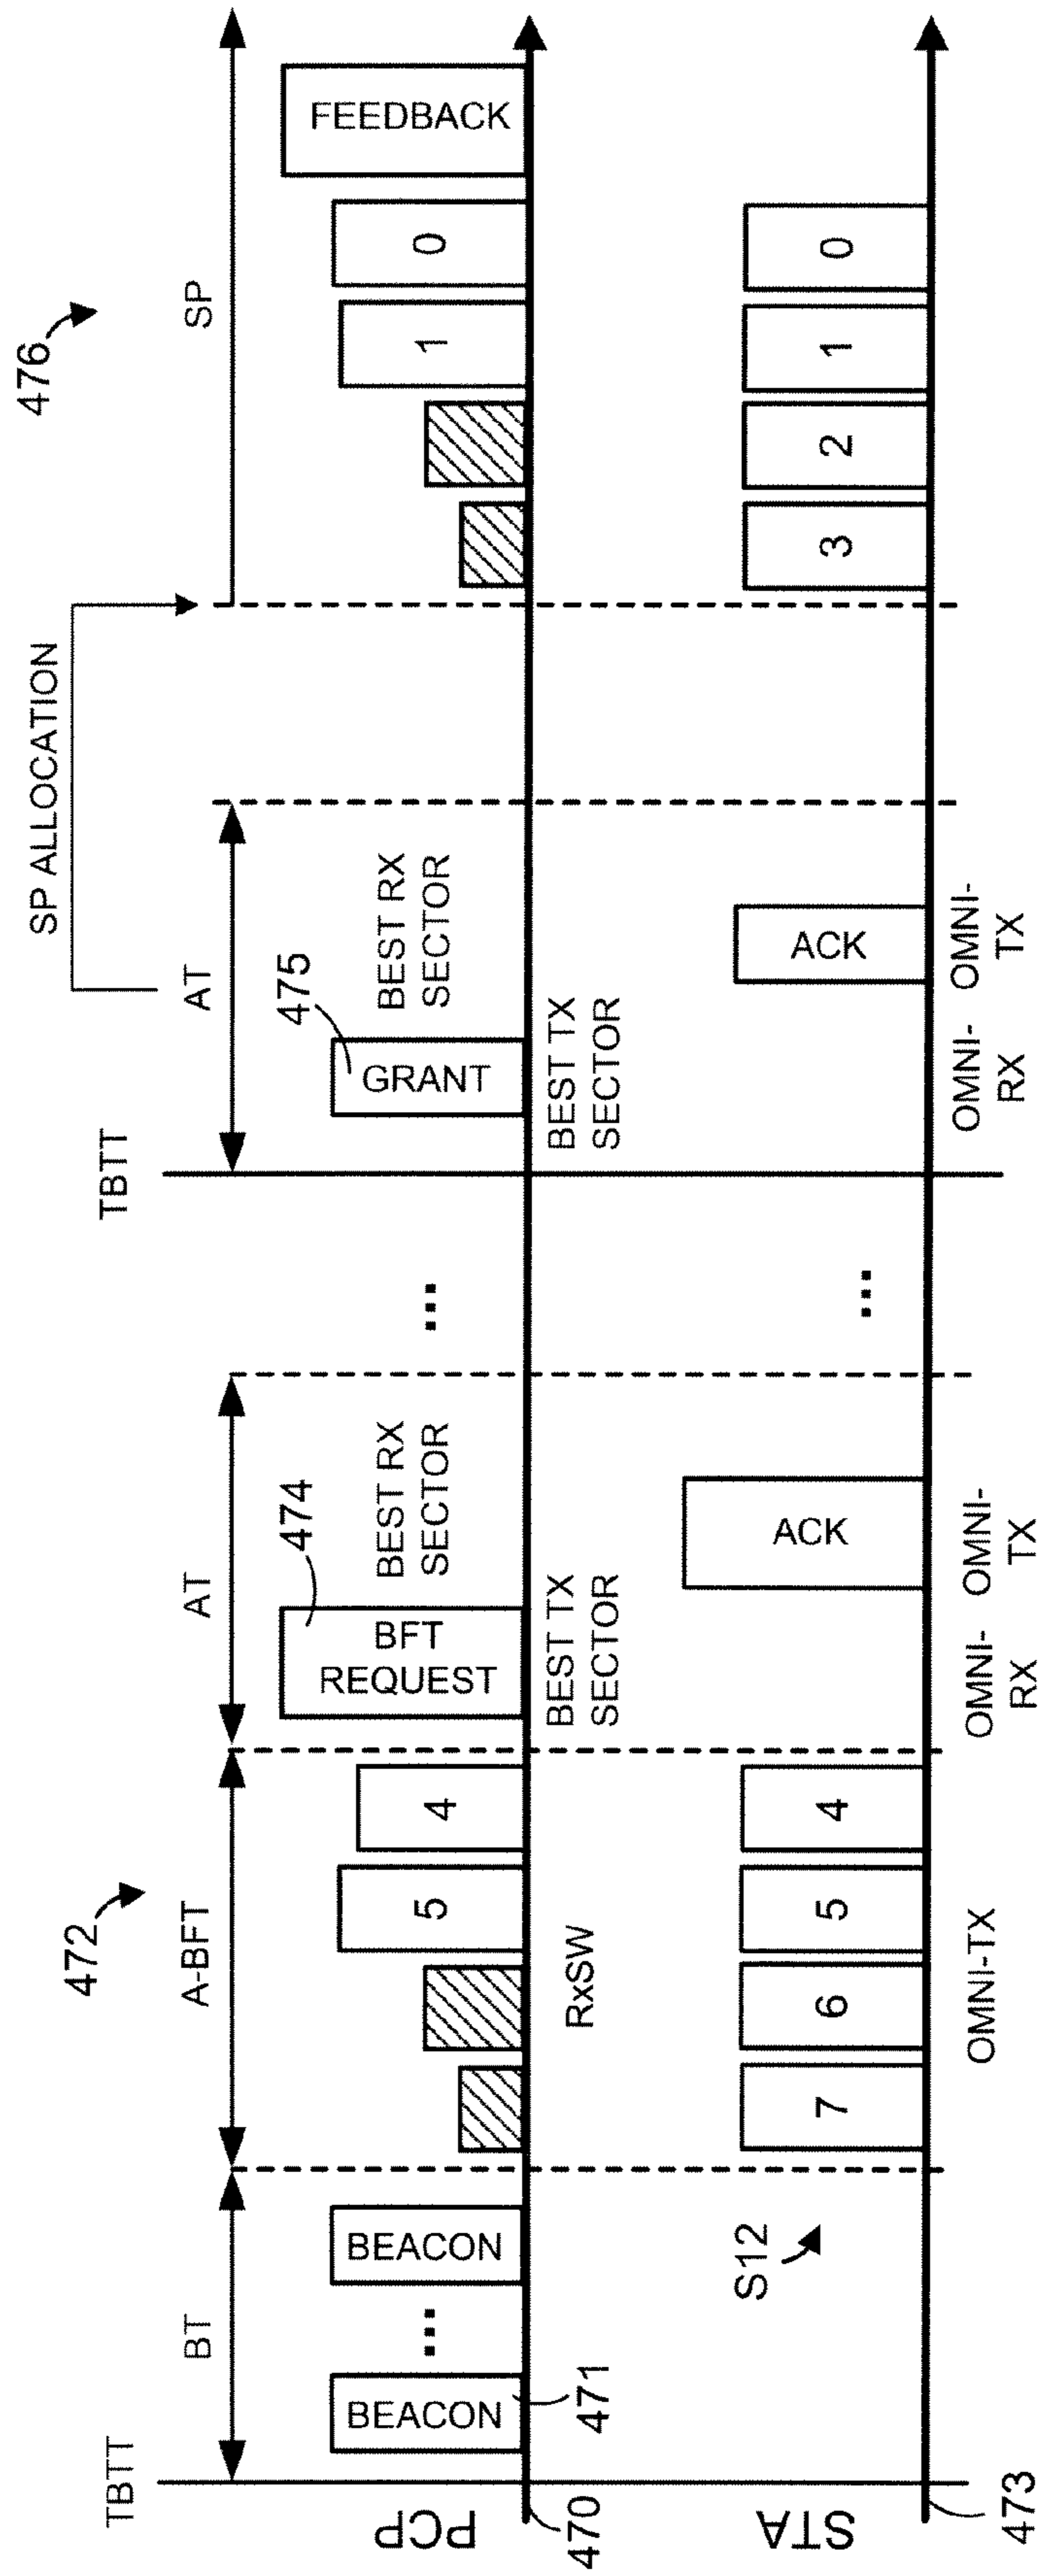 476
SP ALLOCATION
472
TBTT
TBTT
BT
A-BFT
AT
AT
SP
474
475
PCP
BEACON
...
BEACON
5
4
BFT
REQUEST
BEST RX
SECTOR
...
GRANT
BEST RX
SECTOR
1
0
FEEDBACK
470
471
RxSW
BEST TX
SECTOR
BEST TX
SECTOR
S12
STA
7
6
5
4
ACK
...
ACK
3
2
1
0
473
OMNI-TX
OMNI-
RX
OMNI-
TX
OMNI-
RX
OMNI-
TX